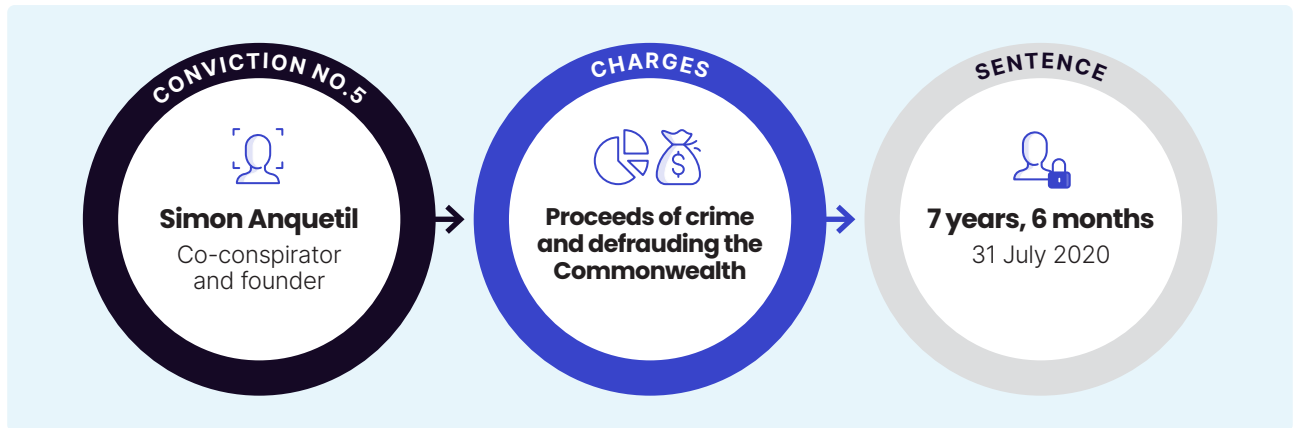 CONVICTION NO.5
Simon Anquetil
Co-conspirator
and founder
CHARGES
$
Proceeds of crime
and defrauding the
Commonwealth
SENTENCE
7 years, 6 months
31 July 2020